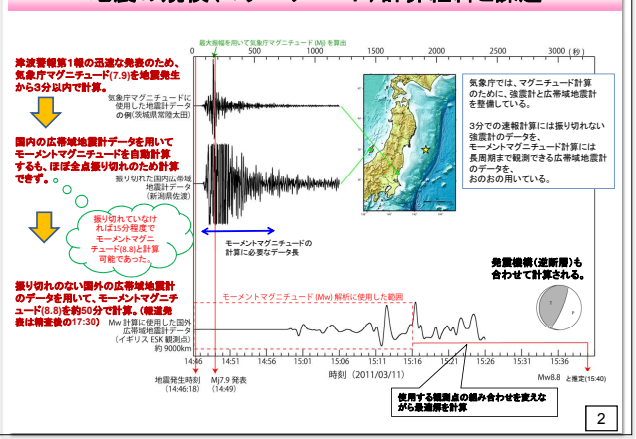 最大振幅を用いて気象庁マグニチュード (Mj) を算出
0 500 1000 1500 2000 2500 3000 (秒)
津波警報第1報の迅速な発表のため、
気象庁マグニチュード(7.9)を地震発生
から3分以内で計算。
気象庁マグニチュードに
使用した地震計データ
の例(茨城県常陸太田)
国内の広帯域地震計データを用いて
モーメントマグニチュードを自動計算
するも、ほぼ全点振り切れのため計算
できず。
振り切れた国内広帯域
地震計データ
(新潟県佐渡)
振り切れていなけ
れば15分程度で
モーメントマグニ
チュード(8.8)と計算
可能であった。
モーメントマグニチュードの
計算に必要なデータ長
気象庁では、マグニチュード計算
のために、強震計と広帯域地震計
を整備している。
3分での速報計算には振り切れない
強震計のデータを、
モーメントマグニチュード計算には
長周期まで観測できる広帯域地震計
のデータを、
おのおの用いている。
発震機構(逆断層)も
合わせて計算される。
T
P
振り切れのない国外の広帯域地震計
のデータを用いて、モーメントマグニチ
ュード(8.8)を約50分で計算。(報道発
表は精査後の17:30)
モーメントマグニチュード (Mw) 解析に使用した範囲
Mw 計算に使用した国外
広帯域地震計データ
(イギリス ESK 観測点)
約 9000km
14:46 14:51 14:56 15:01 15:06 15:11 15:16 15:21 15:26 15:31 15:36
時刻 (2011/03/11)
地震発生時刻
(14:46:18)
Mj7.9 発表
(14:49)
Mw8.8 と推定(15:40)
使用する観測点の組み合わせを変えな
がら最適解を計算
2